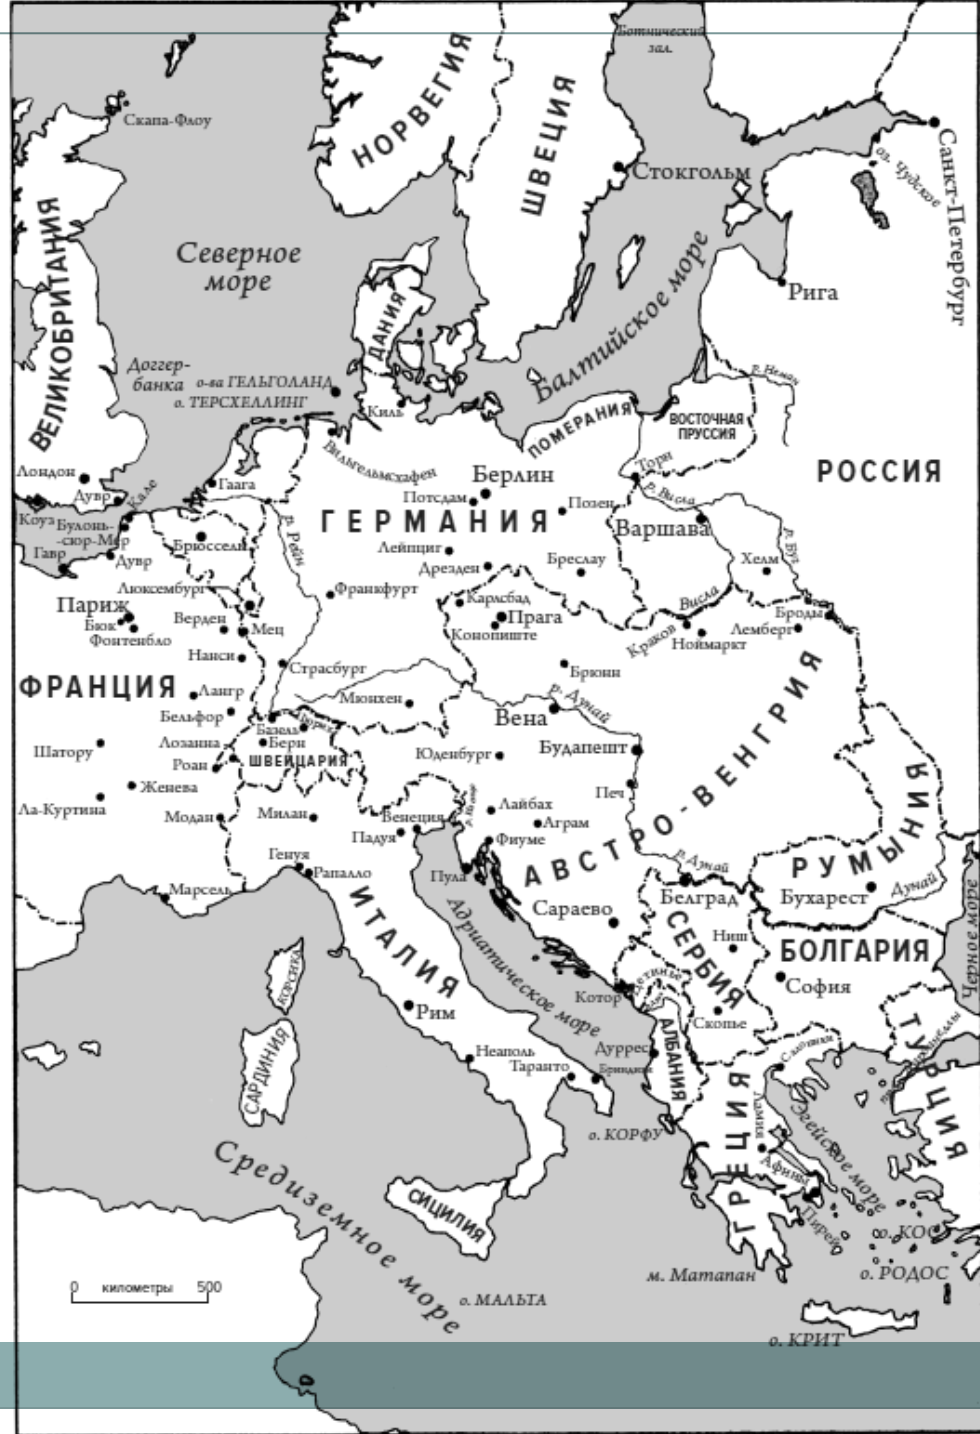 Ботнический
зал.
НОРВЕГИЯ
ШВЕЦИЯ
Скапа-Флоу
Стокгольм
Санкт-Петербург
оз. Чудское
ВЕЛИКОБРИТАНИЯ
Северное
море
Рига
Балтийское море
ДАНИЯ
Доггер-
банка
о-ва ГЕЛЬГОЛАНД
о. ТЕРСХЕЛЛИНГ
Киль
р. Неман
ПОМЕРАНИЯ
ВОСТОЧНАЯ
ПРУССИЯ
РОССИЯ
Лондон
Дувр
Кале
Гаага
Вильгельмсхафен
Берлин
Потсдам
Торн
р. Висла
Позен
Варшава
Коуз
Булонь-
-сюр-Мер
Гавр
Дувр
Брюссель
р. Рейн
ГЕРМАНИЯ
Лейпциг
Дрезден
Бреслау
р. Буг
Хелм
Люксембург
Франкфурт
Карлсбад
Прага
Конопиште
Висла
Броды
Париж
Бюк
Фонтенбло
Верден
Мец
Краков
Ноймаркт
Лемберг
Нанси
Страсбург
Брюнн
ФРАНЦИЯ
Лангр
Мюнхен
Бельфор
р. Дунай
Вена
Базель
Цюрих
Лозанна
Берн
Шатору
Роан
ШВЕЙЦАРИЯ
Юденбург
Будапешт
АВСТРО-ВЕНГРИЯ
Женева
Ла-Куртина
Печ
Лайбах
Модан
Милан
Венеция
Аграм
Падуя
Фиуме
РУМЫНИЯ
Генуя
Рапалло
Пула
р. Дунай
Марсель
Белград
Бухарест
Дунай
Черное море
ИТАЛИЯ
Адриатическое море
Сараево
СЕРБИЯ
Ниш
БОЛГАРИЯ
София
КОРСИКА
Котор
Цетинье
Рим
Скопье
САРДИНИЯ
Неаполь
Таранто
Бриндизи
Дуррес
АЛБАНИЯ
Салоники
ТУРЦИЯ
о. КОРФУ
ГРЕЦИЯ
Ламия
Эгейское море
Афины
Пирей
Средиземное море
СИЦИЛИЯ
о. КОС
м. Матапан
о. РОДОС
0 километры 500
о. МАЛЬТА
о. КРИТ